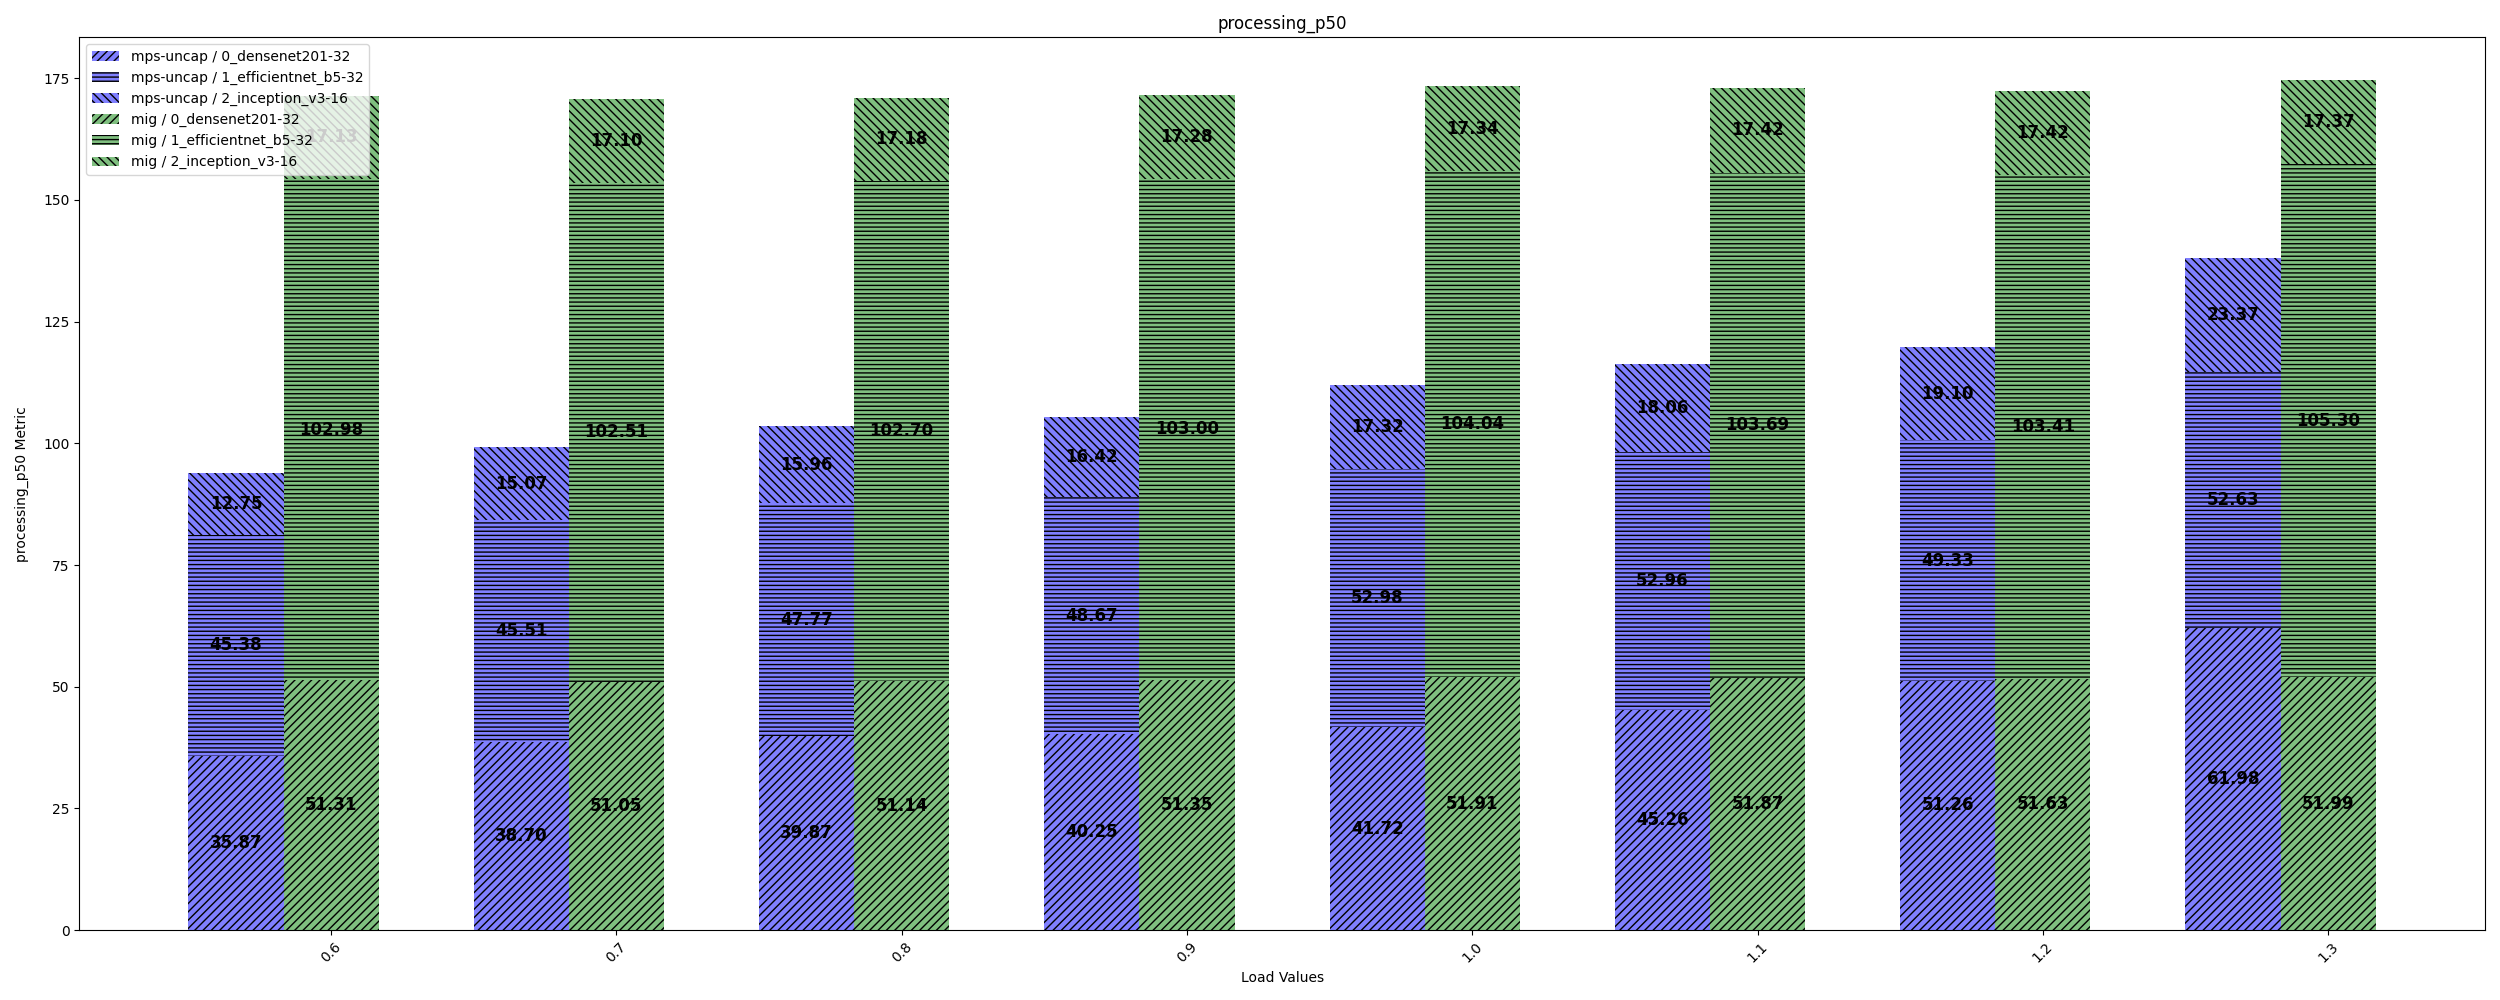 processing_p50
mps-uncap / 0_densenet201-32
mps-uncap / 1_efficientnet_b5-32
mps-uncap / 2_inception_v3-16
mig / 0_densenet201-32
mig / 1_efficientnet_b5-32
mig / 2_inception_v3-16
processing_p50 Metric
175
150
125
100
75
50
25
0
17.13 17.10 17.18 17.28 17.34 17.42 17.42 17.37
102.98 102.51 102.70 103.00 104.04 103.69 103.41 105.30
51.31 51.05 51.14 51.35 51.91 51.87 51.63 51.99
12.75 15.07 15.96 16.42 17.32 18.06 19.10 23.37
45.38 45.51 47.77 48.67 52.98 52.96 49.33 52.63
35.87 38.70 39.87 40.25 41.72 45.26 51.26 61.98
0.6 0.7 0.8 0.9 1.0 1.1 1.2 1.3
Load Values